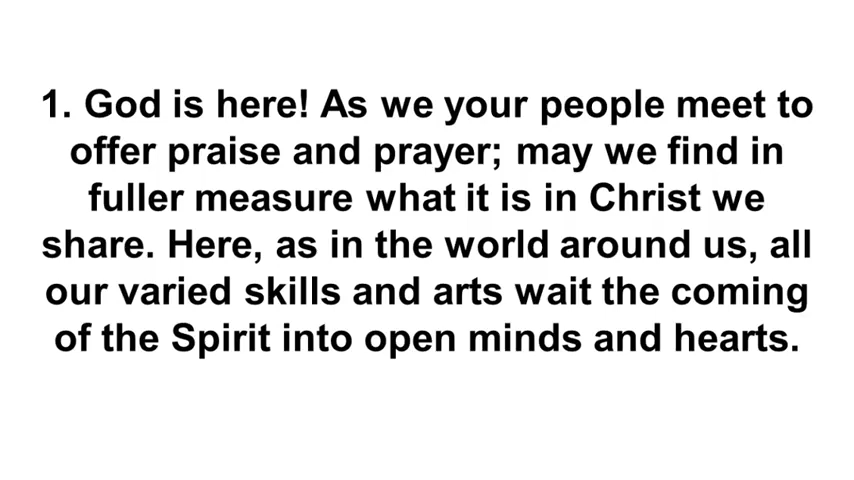 1. God is here! As we your people meet to
offer praise and prayer; may we find in
fuller measure what it is in Christ we
share. Here, as in the world around us, all
our varied skills and arts wait the coming
of the Spirit into open minds and hearts.